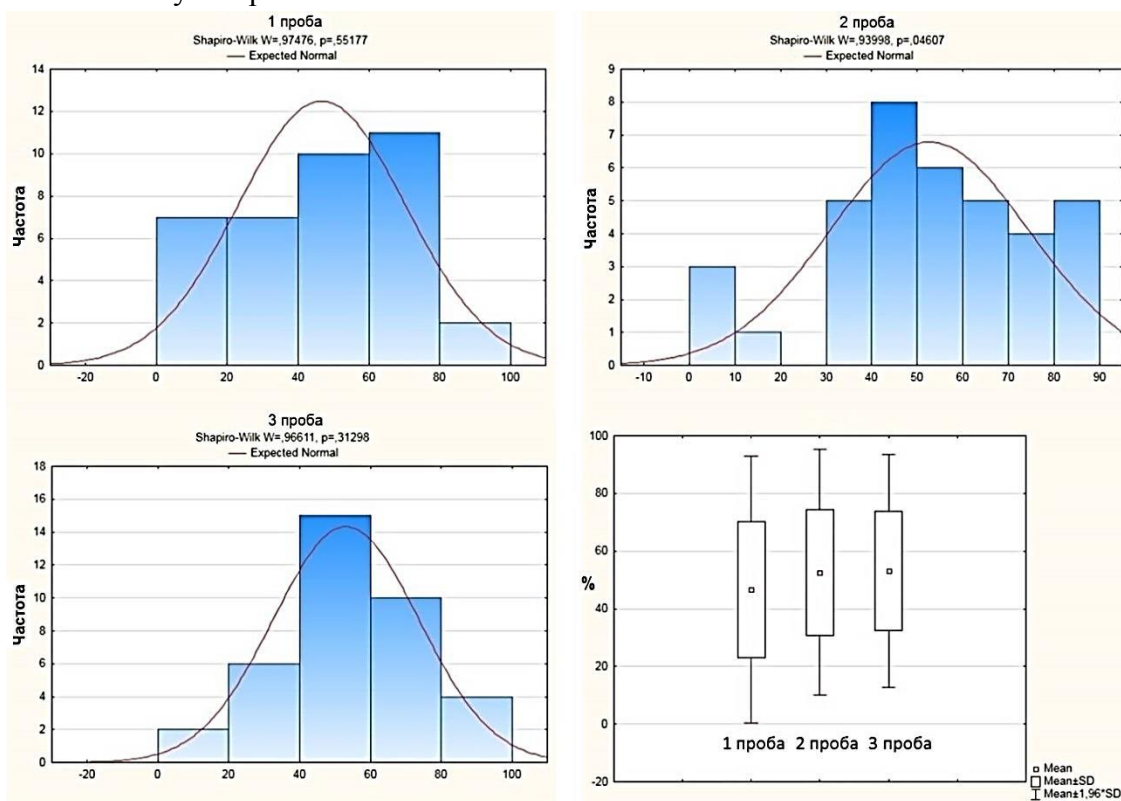 1 проба
Shapiro-Wilk W=,97476, p=,55177
Expected Normal
Частота
14
12
10
8
6
4
2
0
-20 0 20 40 60 80 100
2 проба
Shapiro-Wilk W=,93998, p=,04607
Expected Normal
Частота
9
8
7
6
5
4
3
2
1
0
-10 0 10 20 30 40 50 60 70 80 90
3 проба
Shapiro-Wilk W=,96611, p=,31298
Expected Normal
Частота
18
16
14
12
10
8
6
4
2
0
-20 0 20 40 60 80 100
%
100
80
60
40
20
0
-20
1 проба 2 проба 3 проба
Mean
Mean±SD
Mean±1,96*SD